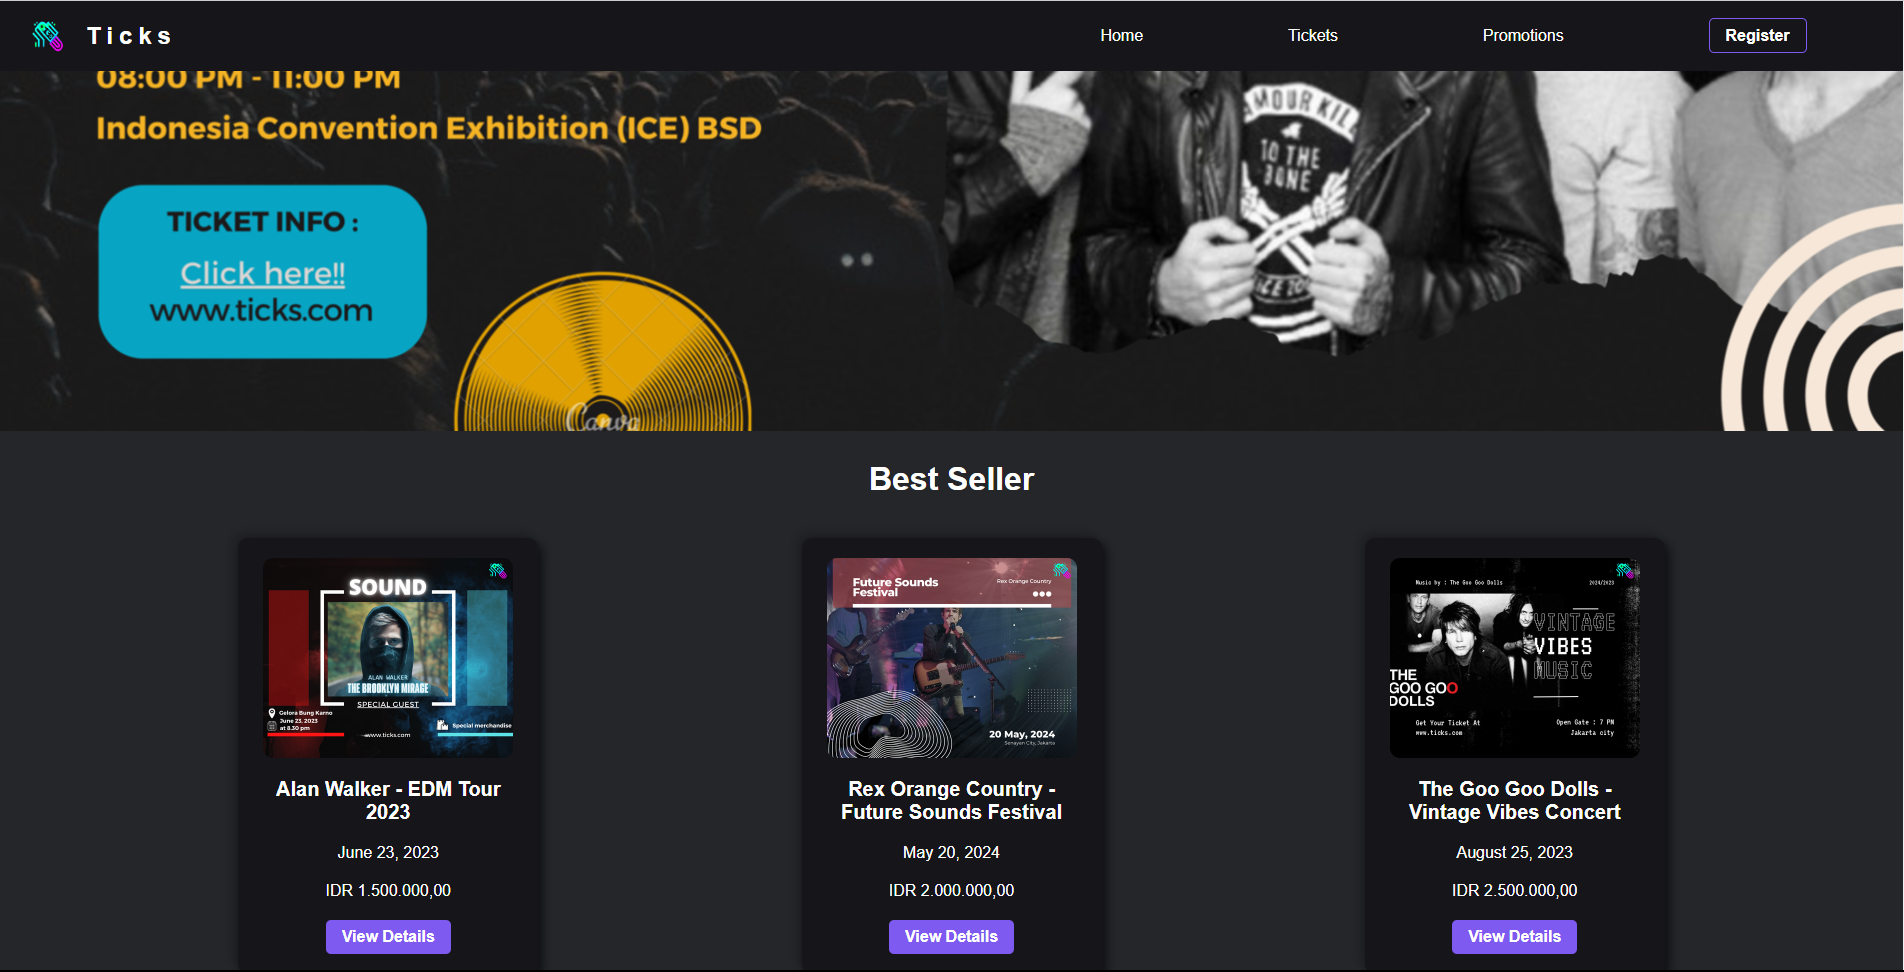 Ticks
Home
Tickets
Promotions
Register
08:00 PM - 11:00 PM
Indonesia Convention Exhibition (ICE) BSD
TICKET INFO :
Click here!!
www.ticks.com
Canva
TO THE
BONE
Best Seller
SOUND
ALAN WALKER
THE BROOKLYN MIRAGE
SPECIAL GUEST
Gelora Bung Karno
June 23, 2023
at 8.30 pm
Special merchandise
www.ticks.com
Alan Walker - EDM Tour
2023
June 23, 2023
IDR 1.500.000,00
View Details
Future Sounds
Festival
Rex Orange Country
20 May, 2024
Senayan City, Jakarta
Rex Orange Country -
Future Sounds Festival
May 20, 2024
IDR 2.000.000,00
View Details
Music by : The Goo Goo Dolls
2024/2023
VINTAGE
VIBES
MUSIC
THE
GOO GOO
DOLLS
Get Your Ticket At
www.ticks.com
Open Gate : 7 PM
Jakarta city
The Goo Goo Dolls -
Vintage Vibes Concert
August 25, 2023
IDR 2.500.000,00
View Details